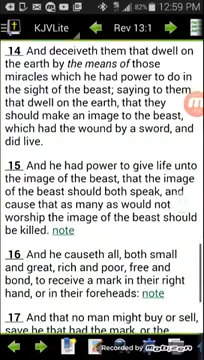 12:59 PM
KJVLite
Rev 13:1
14 And deceiveth them that dwell on
the earth by the means of those
miracles which he had power to do in
the sight of the beast; saying to them
that dwell on the earth, that they
should make an image to the beast,
which had the wound by a sword, and
did live.
15 And he had power to give life unto
the image of the beast, that the image
of the beast should both speak, and
cause that as many as would not
worship the image of the beast should
be killed. note
16 And he causeth all, both small
and great, rich and poor, free and
bond, to receive a mark in their right
hand, or in their foreheads: note
17 And that no man might buy or sell,
save he that had the mark, or the
Recorded by mobizen